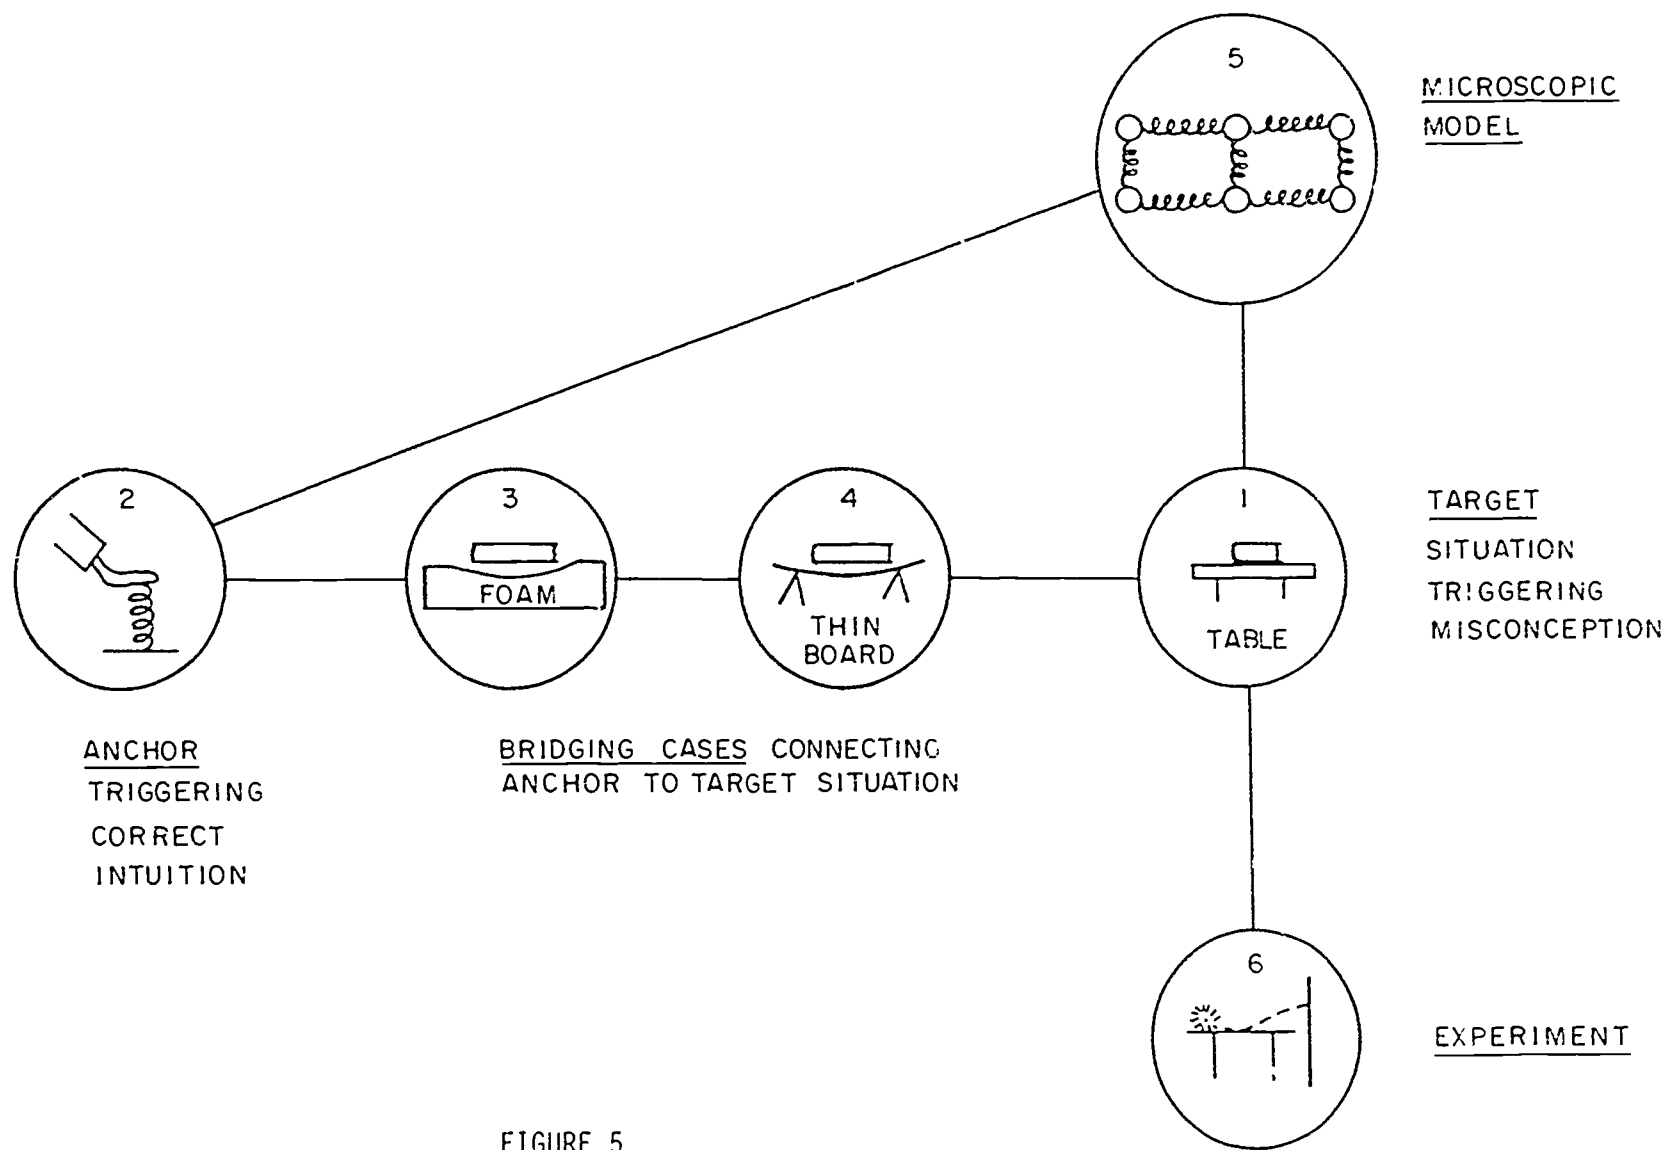 5
MICROSCOPIC
MODEL
2
3
4
1
FOAM
THIN
BOARD
TABLE
TARGET
SITUATION
TRIGGERING
MISCONCEPTION
ANCHOR
TRIGGERING
CORRECT
INTUITION
BRIDGING CASES CONNECTING
ANCHOR TO TARGET SITUATION
6
EXPERIMENT
FIGURE 5